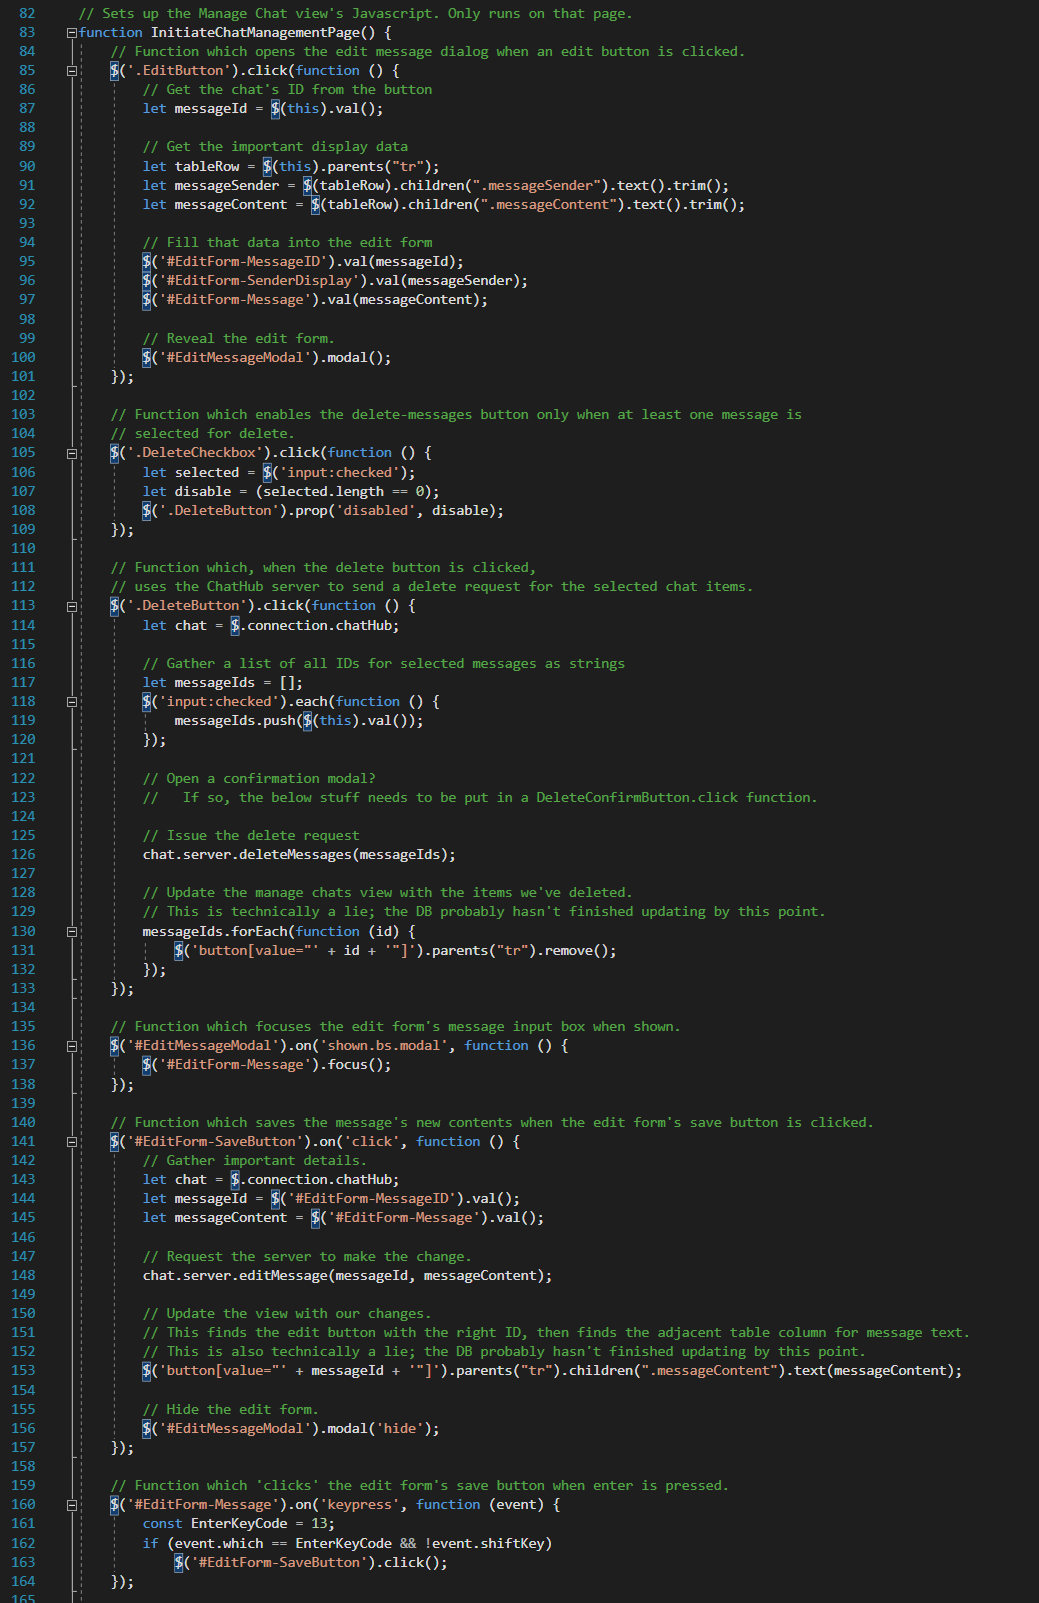 82 // Sets up the Manage Chat view's Javascript. Only runs on that page.
83 function InitiateChatManagementPage() {
84     // Function which opens the edit message dialog when an edit button is clicked.
85     $('.EditButton').click(function () {
86         // Get the chat's ID from the button
87         let messageId = $(this).val();
88
89         // Get the important display data
90         let tableRow = $(this).parents("tr");
91         let messageSender = $(tableRow).children(".messageSender").text().trim();
92         let messageContent = $(tableRow).children(".messageContent").text().trim();
93
94         // Fill that data into the edit form
95         $('#EditForm-MessageID').val(messageId);
96         $('#EditForm-SenderDisplay').val(messageSender);
97         $('#EditForm-Message').val(messageContent);
98
99         // Reveal the edit form.
100         $('#EditMessageModal').modal();
101     });
102
103     // Function which enables the delete-messages button only when at least one message is
104     // selected for delete.
105     $('.DeleteCheckbox').click(function () {
106         let selected = $('input:checked');
107         let disable = (selected.length == 0);
108         $('.DeleteButton').prop('disabled', disable);
109     });
110
111     // Function which, when the delete button is clicked,
112     // uses the ChatHub server to send a delete request for the selected chat items.
113     $('.DeleteButton').click(function () {
114         let chat = $.connection.chatHub;
115
116         // Gather a list of all IDs for selected messages as strings
117         let messageIds = [];
118         $('input:checked').each(function () {
119             messageIds.push($(this).val());
120         });
121
122         // Open a confirmation modal?
123         //   If so, the below stuff needs to be put in a DeleteConfirmButton.click function.
124
125         // Issue the delete request
126         chat.server.deleteMessages(messageIds);
127
128         // Update the manage chats view with the items we've deleted.
129         // This is technically a lie; the DB probably hasn't finished updating by this point.
130         messageIds.forEach(function (id) {
131             $('button[value="' + id + '"]').parents("tr").remove();
132         });
133     });
134
135     // Function which focuses the edit form's message input box when shown.
136     $('#EditMessageModal').on('shown.bs.modal', function () {
137         $('#EditForm-Message').focus();
138     });
139
140     // Function which saves the message's new contents when the edit form's save button is clicked.
141     $('#EditForm-SaveButton').on('click', function () {
142         // Gather important details.
143         let chat = $.connection.chatHub;
144         let messageId = $('#EditForm-MessageID').val();
145         let messageContent = $('#EditForm-Message').val();
146
147         // Request the server to make the change.
148         chat.server.editMessage(messageId, messageContent);
149
150         // Update the view with our changes.
151         // This finds the edit button with the right ID, then finds the adjacent table column for message text.
152         // This is also technically a lie; the DB probably hasn't finished updating by this point.
153         $('button[value="' + messageId + '"]').parents("tr").children(".messageContent").text(messageContent);
154
155         // Hide the edit form.
156         $('#EditMessageModal').modal('hide');
157     });
158
159     // Function which 'clicks' the edit form's save button when enter is pressed.
160     $('#EditForm-Message').on('keypress', function (event) {
161         const EnterKeyCode = 13;
162         if (event.which == EnterKeyCode && !event.shiftKey)
163             $('#EditForm-SaveButton').click();
164     });
165